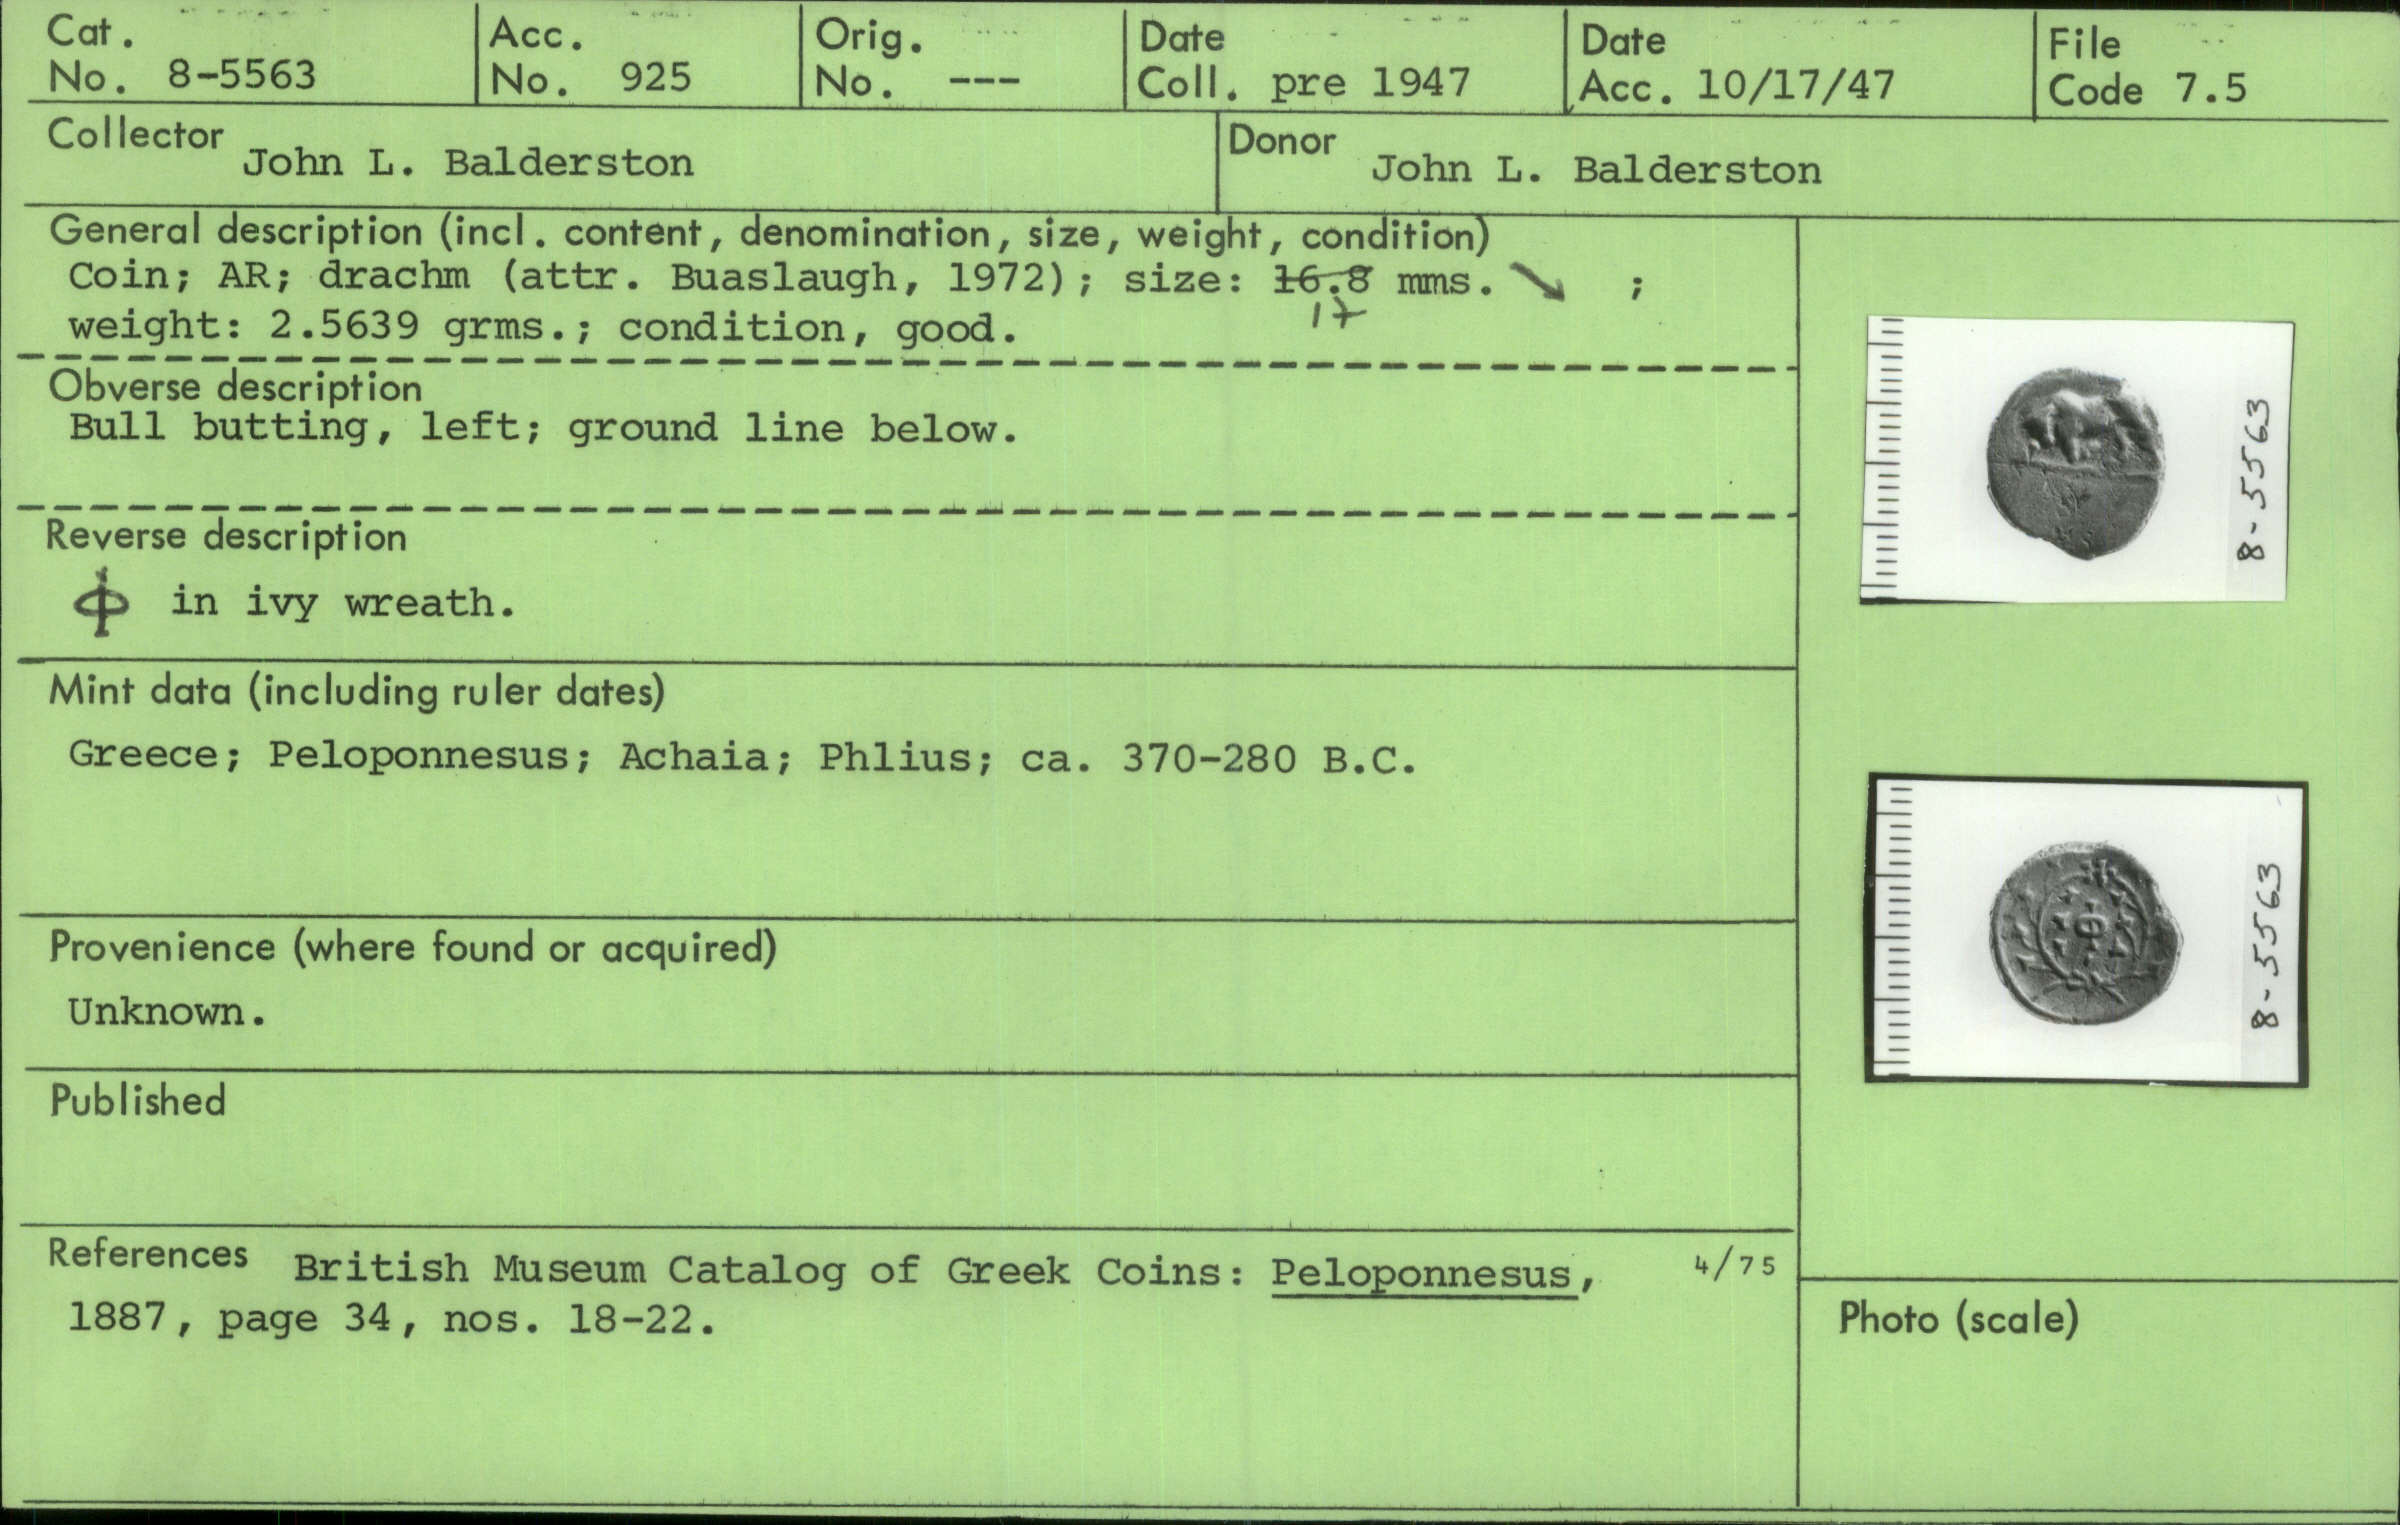 Cat. No. 8-5563
Acc. No. 925
Orig. No. ---
Date Coll. pre 1947
Date Acc. 10/17/47
File Code 7.5
Collector John L. Balderston
Donor John L. Balderston
General description (incl. content, denomination, size, weight, condition)
Coin; AR; drachm (attr. Buaslaugh, 1972); size: 16.8 mms. ↘ ;
17
weight: 2.5639 grms.; condition, good.
Obverse description
Bull butting, left; ground line below.
Reverse description
Φ in ivy wreath.
Mint data (including ruler dates)
Greece; Peloponnesus; Achaia; Phlius; ca. 370-280 B.C.
Provenience (where found or acquired)
Unknown.
Published
References British Museum Catalog of Greek Coins: Peloponnesus, 4/75
1887, page 34, nos. 18-22.
8-5563
8-5563
Photo (scale)